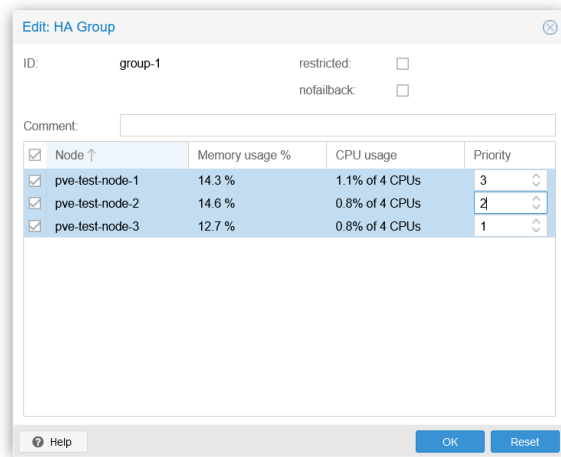 Edit: HA Group
ID: group-1 restricted:
nofailback:
Comment:
Node Memory usage % CPU usage Priority
pve-test-node-1 14.3 % 1.1% of 4 CPUs 3
pve-test-node-2 14.6 % 0.8% of 4 CPUs 2
pve-test-node-3 12.7 % 0.8% of 4 CPUs 1
Help OK Reset